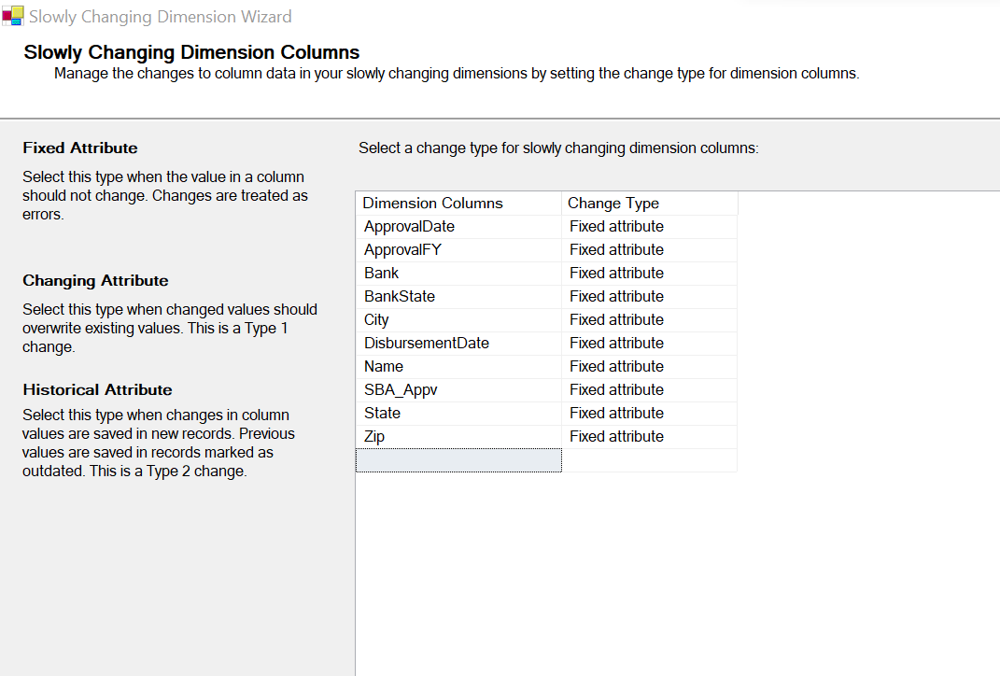 Slowly Changing Dimension Wizard
Slowly Changing Dimension Columns
Manage the changes to column data in your slowly changing dimensions by setting the change type for dimension columns.
Fixed Attribute
Select this type when the value in a column
should not change. Changes are treated as
errors.
Changing Attribute
Select this type when changed values should
overwrite existing values. This is a Type 1
change.
Historical Attribute
Select this type when changes in column
values are saved in new records. Previous
values are saved in records marked as
outdated. This is a Type 2 change.
Select a change type for slowly changing dimension columns:
Dimension Columns Change Type
ApprovalDate Fixed attribute
ApprovalFY Fixed attribute
Bank Fixed attribute
BankState Fixed attribute
City Fixed attribute
DisbursementDate Fixed attribute
Name Fixed attribute
SBA_Appv Fixed attribute
State Fixed attribute
Zip Fixed attribute